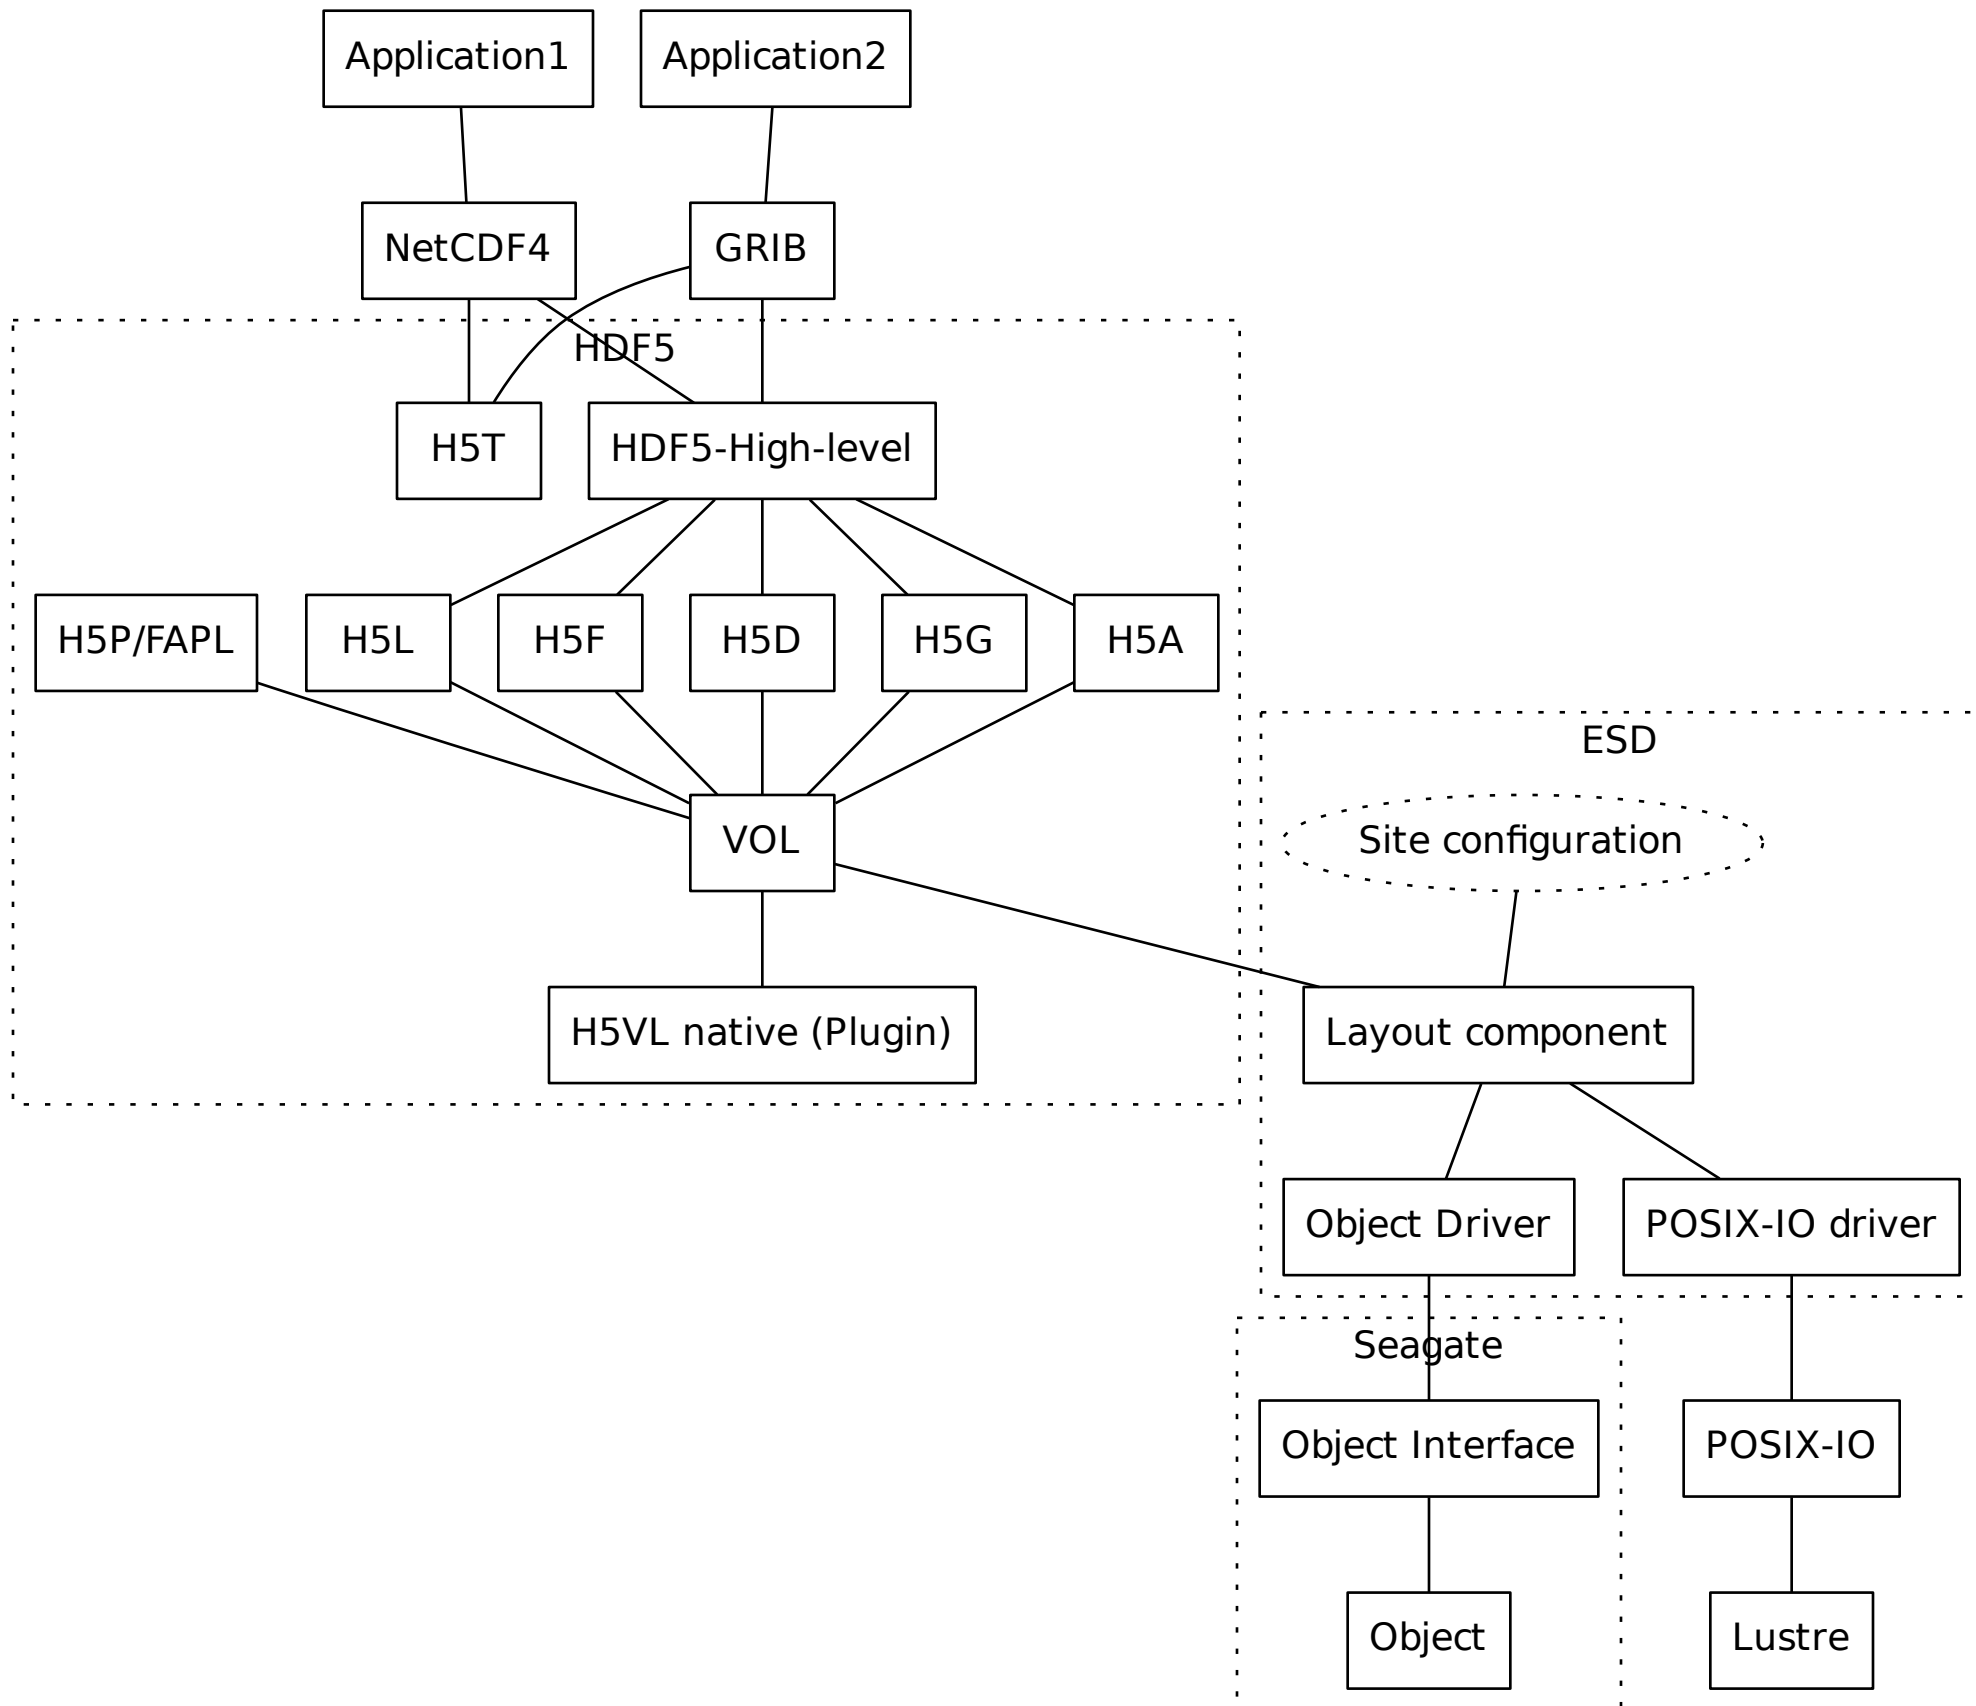 Application1
Application2
NetCDF4
GRIB
HDF5
H5T
HDF5-High-level
H5P/FAPL
H5L
H5F
H5D
H5G
H5A
ESD
VOL
Site configuration
H5VL native (Plugin)
Layout component
Object Driver
POSIX-IO driver
Seagate
Object Interface
POSIX-IO
Object
Lustre